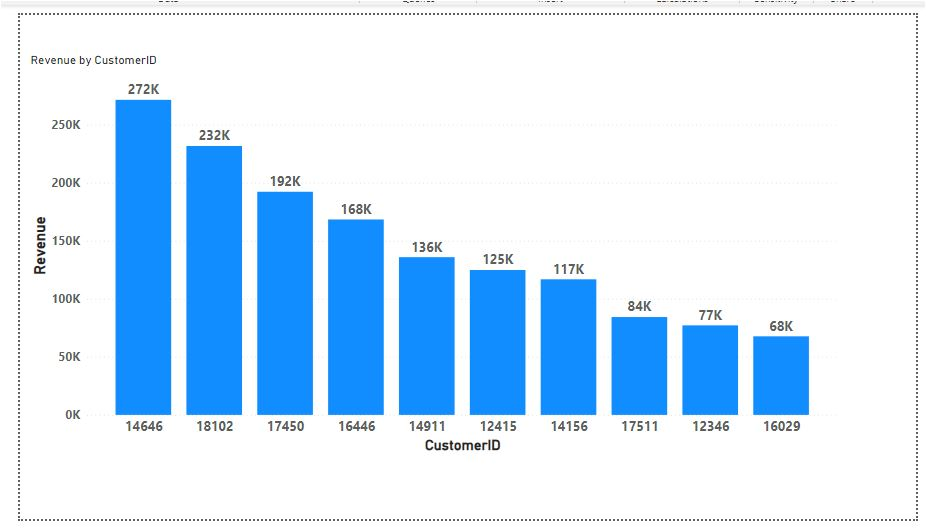 Revenue by CustomerID
272K
250K
232K
200K
192K
168K
150K
136K
125K
117K
100K
84K
77K
68K
50K
0K
Revenue
14646 18102 17450 16446 14911 12415 14156 17511 12346 16029
CustomerID